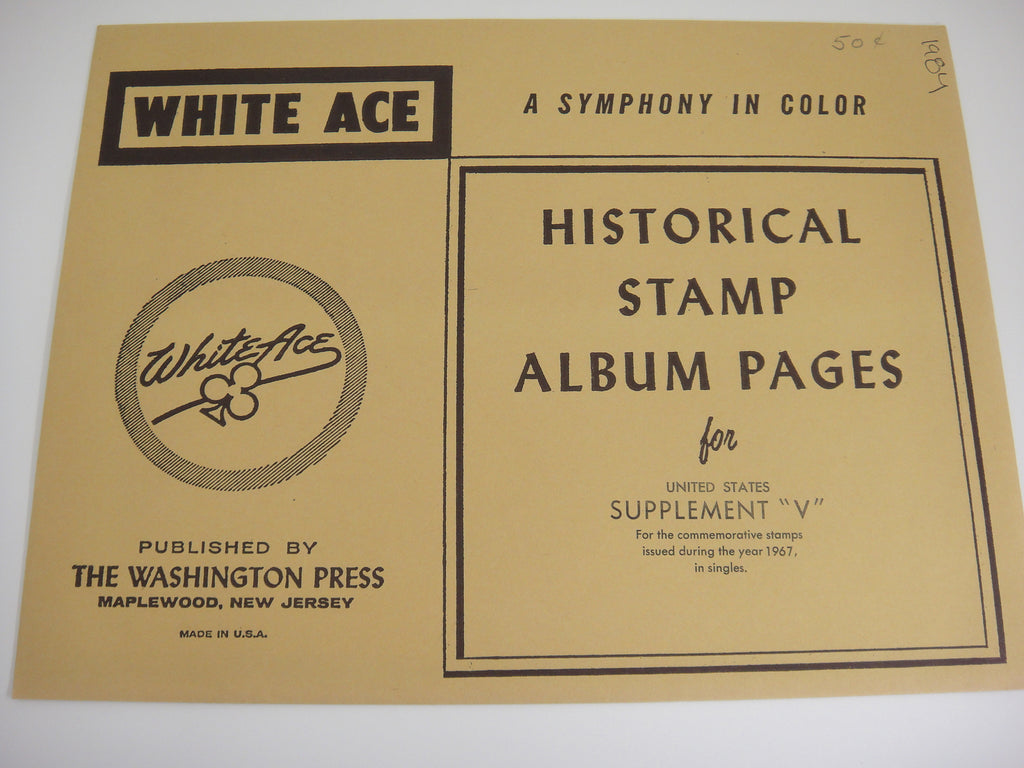 50 ¢
1984
WHITE ACE
A SYMPHONY IN COLOR
HISTORICAL
STAMP
ALBUM PAGES
for
UNITED STATES
SUPPLEMENT "V"
For the commemorative stamps
issued during the year 1967,
in singles.
White Ace
PUBLISHED BY
THE WASHINGTON PRESS
MAPLEWOOD, NEW JERSEY
MADE IN U.S.A.